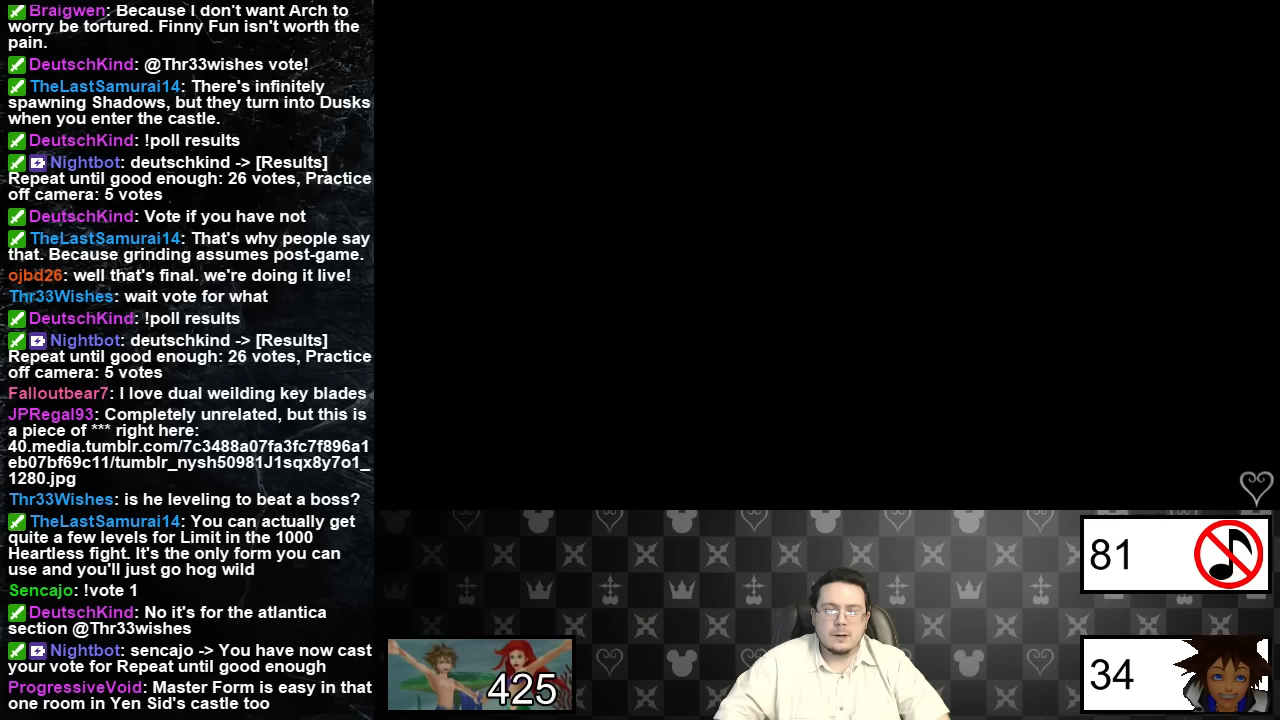 Braigwen: Because I don't want Arch to
worry be tortured. Finny Fun isn't worth the
pain.
DeutschKind: @Thr33wishes vote!
TheLastSamurai14: There's infinitely
spawning Shadows, but they turn into Dusks
when you enter the castle.
DeutschKind: !poll results
Nightbot: deutschkind -> [Results]
Repeat until good enough: 26 votes, Practice
off camera: 5 votes
DeutschKind: Vote if you have not
TheLastSamurai14: That's why people say
that. Because grinding assumes post-game.
ojbd26: well that's final. we're doing it live!
Thr33Wishes: wait vote for what
DeutschKind: !poll results
Nightbot: deutschkind -> [Results]
Repeat until good enough: 26 votes, Practice
off camera: 5 votes
Falloutbear7: I love dual weilding key blades
JPRegal93: Completely unrelated, but this is
a piece of *** right here:
40.media.tumblr.com/7c3488a07fa3fc7f896a1
eb07bf69c11/tumblr_nysh50981J1sqx8y7o1_
1280.jpg
Thr33Wishes: is he leveling to beat a boss?
TheLastSamurai14: You can actually get
quite a few levels for Limit in the 1000
Heartless fight. It's the only form you can
use and you'll just go hog wild
Sencajo: !vote 1
DeutschKind: No it's for the atlantica
section @Thr33wishes
Nightbot: sencajo -> You have now cast
your vote for Repeat until good enough
ProgressiveVoid: Master Form is easy in that
one room in Yen Sid's castle too
81
425
34